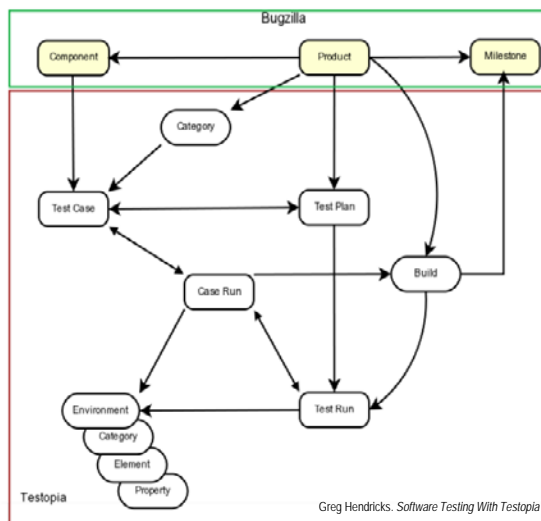 Bugzilla
Component
Product
Milestone
Category
Test Case
Test Plan
Case Run
Build
Environment
Test Run
Category
Element
Property
Testopia
Greg Hendricks. Software Testing With Testopia